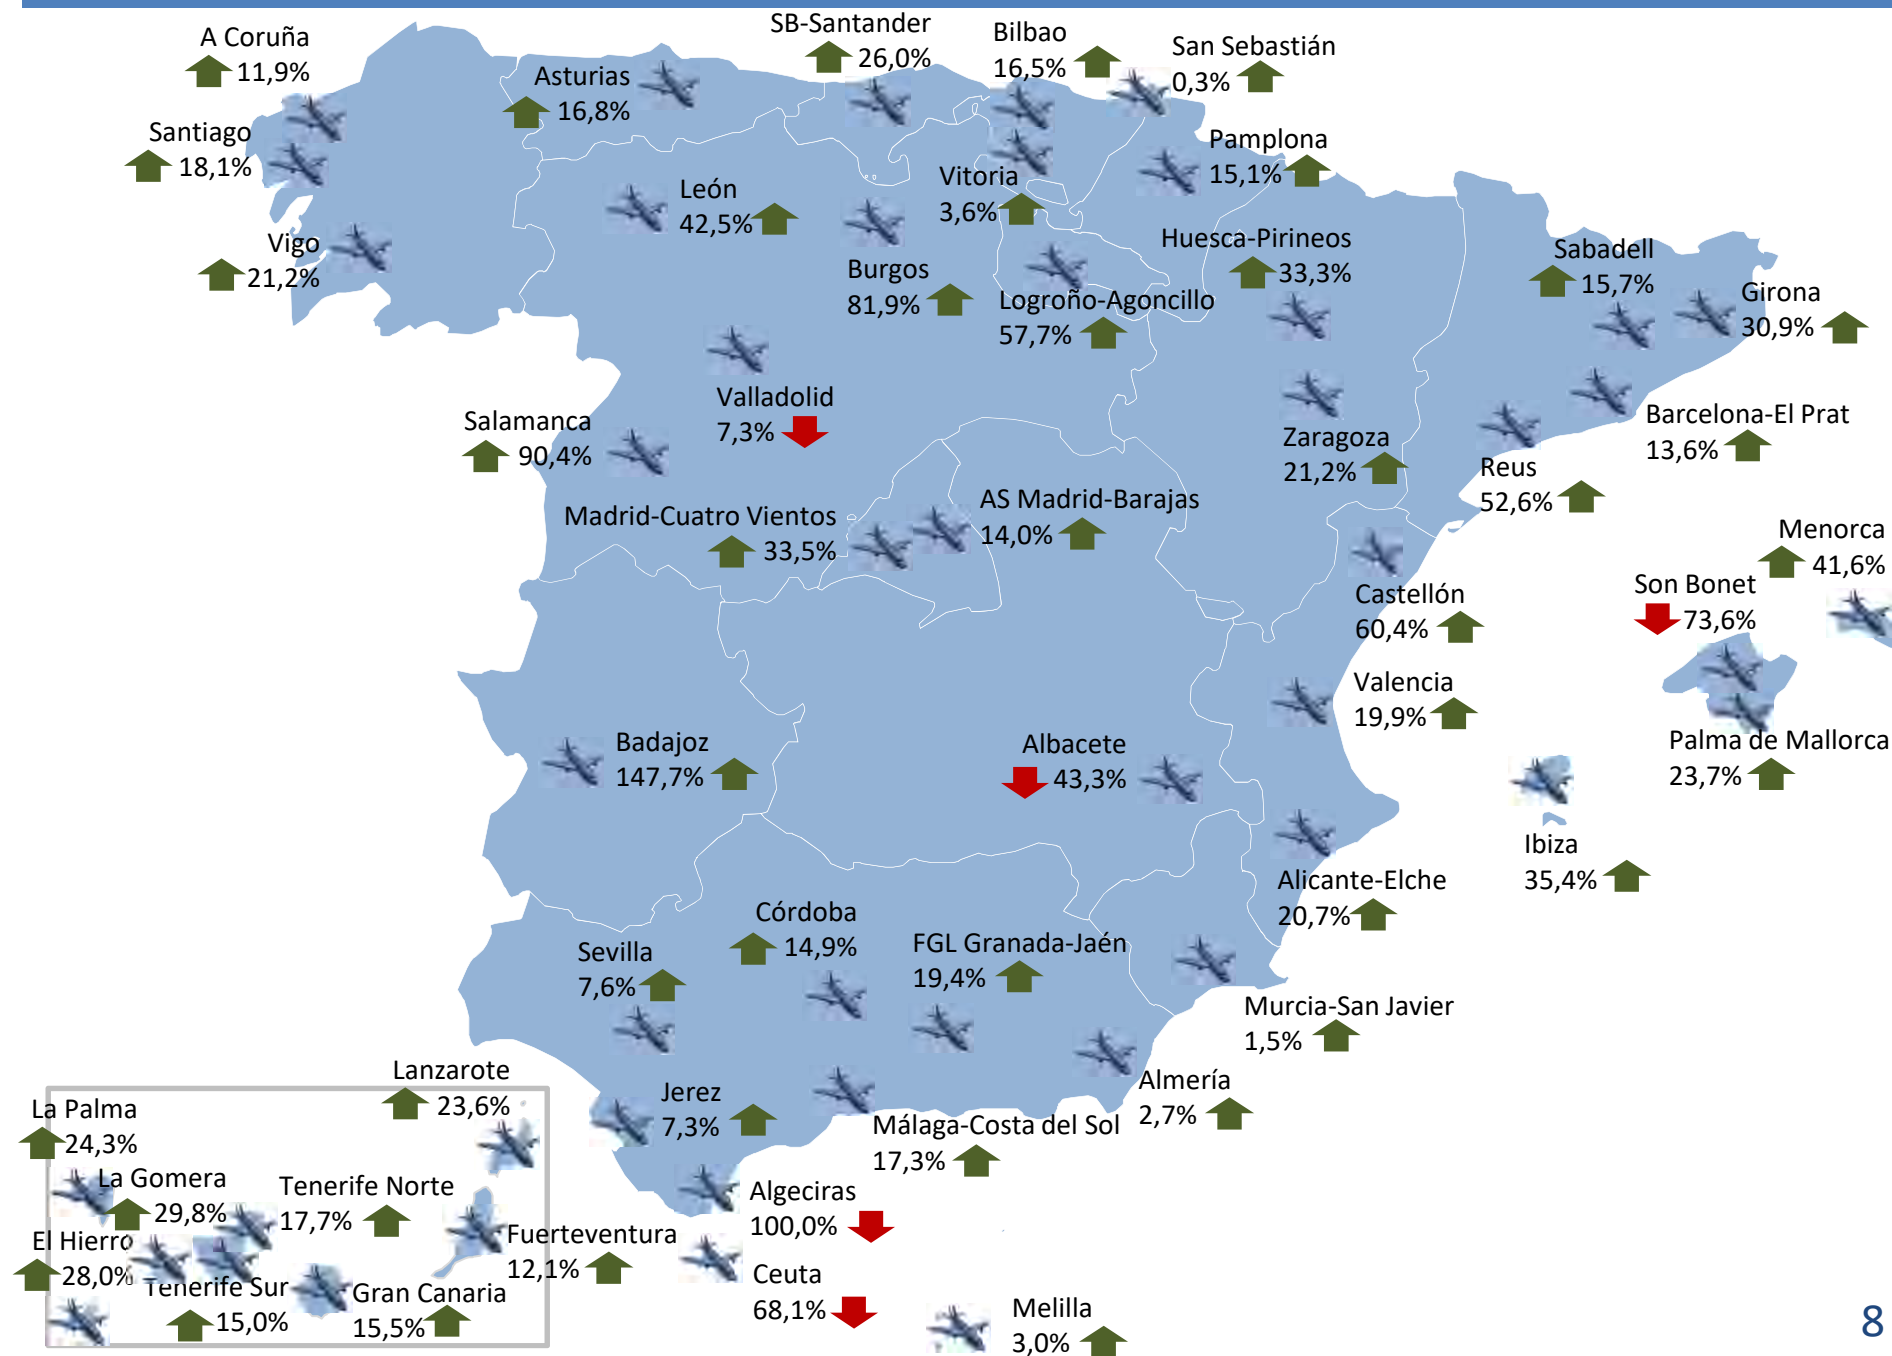 SB-Santander
26,0%
Bilbao
16,5%
San Sebastián
0,3%
A Coruña
11,9%
Asturias
16,8%
Santiago
18,1%
Pamplona
15,1%
León
42,5%
Vitoria
3,6%
Vigo
21,2%
Huesca-Pirineos
33,3%
Sabadell
15,7%
Girona
30,9%
Burgos
81,9%
Logroño-Agoncillo
57,7%
Valladolid
7,3%
Salamanca
90,4%
Zaragoza
21,2%
Barcelona-El Prat
13,6%
Reus
52,6%
Madrid-Cuatro Vientos
33,5%
AS Madrid-Barajas
14,0%
Menorca
41,6%
Son Bonet
73,6%
Castellón
60,4%
Valencia
19,9%
Palma de Mallorca
23,7%
Badajoz
147,7%
Albacete
43,3%
Ibiza
35,4%
Alicante-Elche
20,7%
Córdoba
14,9%
Sevilla
7,6%
FGL Granada-Jaén
19,4%
Murcia-San Javier
1,5%
Almería
2,7%
Jerez
7,3%
Málaga-Costa del Sol
17,3%
Lanzarote
23,6%
La Palma
24,3%
La Gomera
29,8%
Tenerife Norte
17,7%
El Hierro
28,0%
Tenerife Sur
15,0%
Gran Canaria
15,5%
Fuerteventura
12,1%
Algeciras
100,0%
Ceuta
68,1%
Melilla
3,0%
8